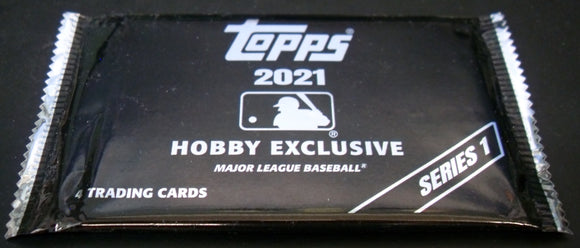 Topps®
2021
®
HOBBY EXCLUSIVE
MAJOR LEAGUE BASEBALL®
SERIES 1
4 TRADING CARDS